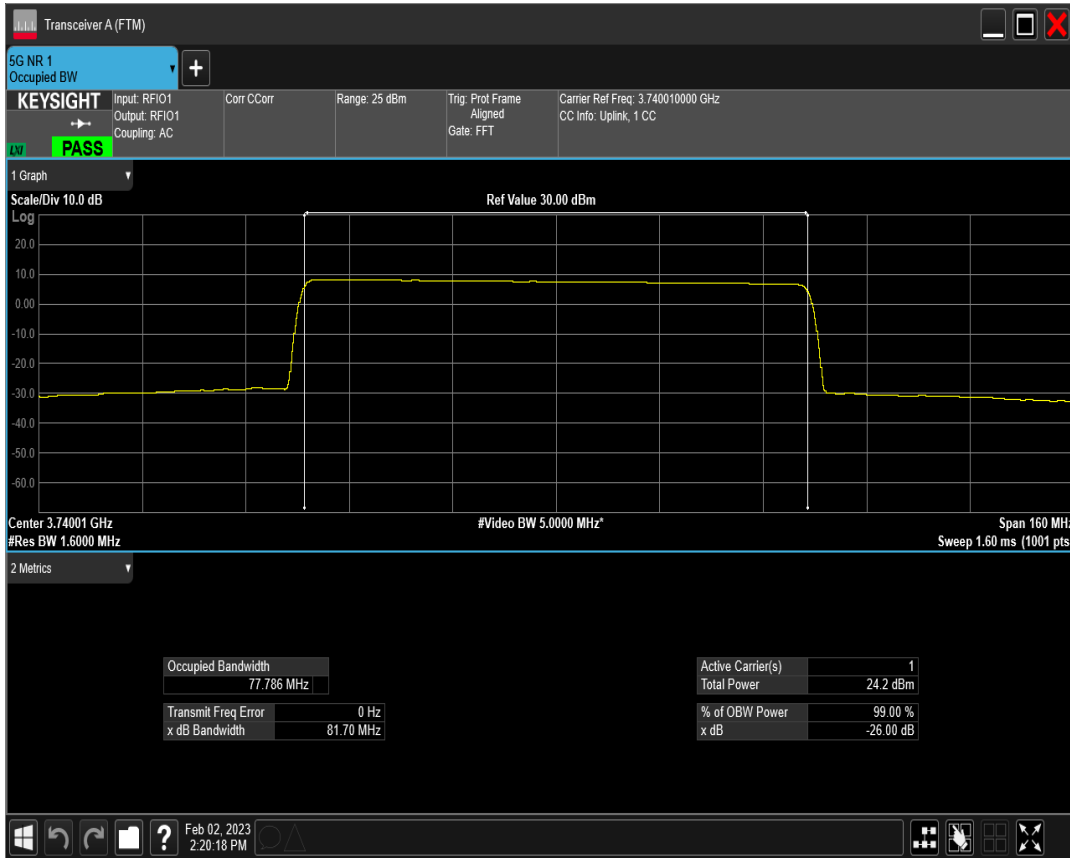 Transceiver A (FTM)
5G NR 1
Occupied BW
+
KEYSIGHT
LXI
PASS
Input: RFIO1
Output: RFIO1
Coupling: AC
Corr CCorr
Range: 25 dBm
Trig: Prot Frame
Aligned
Gate: FFT
Carrier Ref Freq: 3.740010000 GHz
CC Info: Uplink, 1 CC
1 Graph
Scale/Div 10.0 dB
Ref Value 30.00 dBm
Log
20.0
10.0
0.00
-10.0
-20.0
-30.0
-40.0
-50.0
-60.0
Center 3.74001 GHz
#Video BW 5.0000 MHz*
Span 160 MHz
#Res BW 1.6000 MHz
Sweep 1.60 ms (1001 pts
2 Metrics
Occupied Bandwidth
77.786 MHz
Transmit Freq Error 0 Hz
x dB Bandwidth 81.70 MHz
Active Carrier(s) 1
Total Power 24.2 dBm
% of OBW Power 99.00 %
x dB -26.00 dB
?
Feb 02, 2023
2:20:18 PM